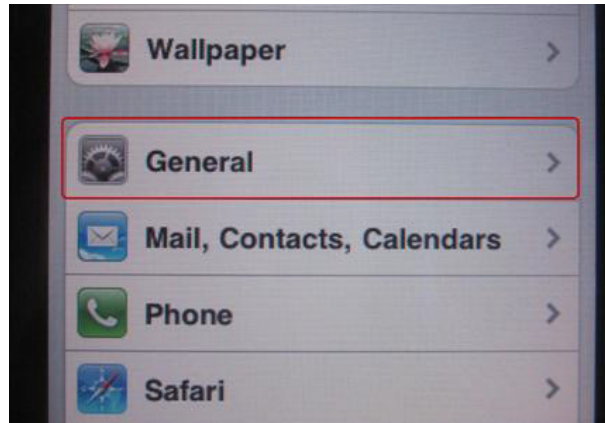 Wallpaper
General
Mail, Contacts, Calendars
Phone
Safari